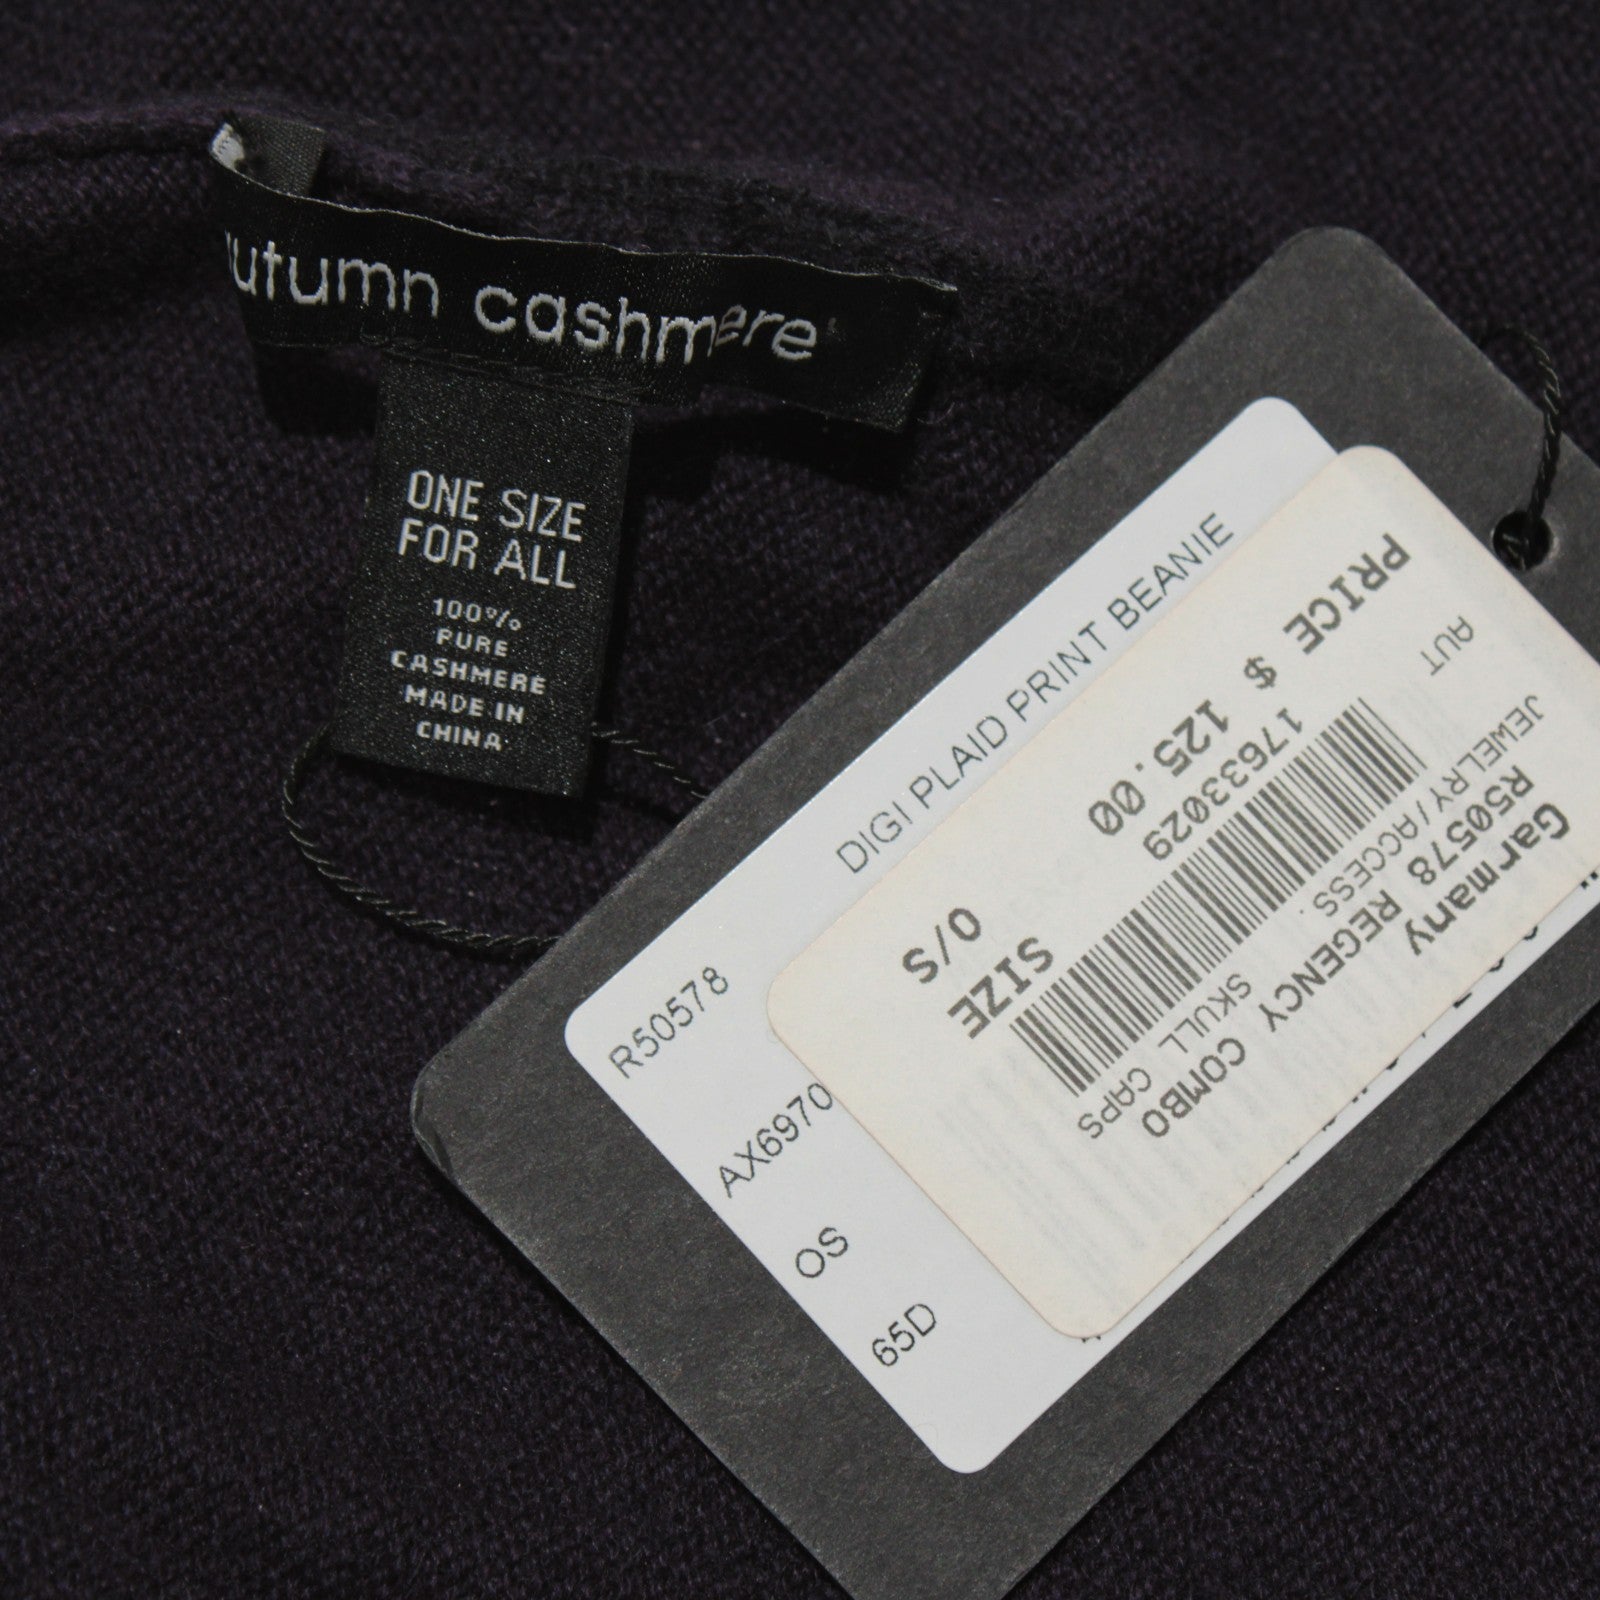 utumn cashmere
ONE SIZE
FOR ALL
100%
PURE
CASHMERE
MADE IN
CHINA
DIGI PLAID PRINT BEANIE
R50578
AX6970
OS
65D
Garmany
R50578 REGENCY COMBO
JEWELRY/ACCESS. SKULL CAPS
AUT
17633029
PRICE $ SIZE
125.00 O/S